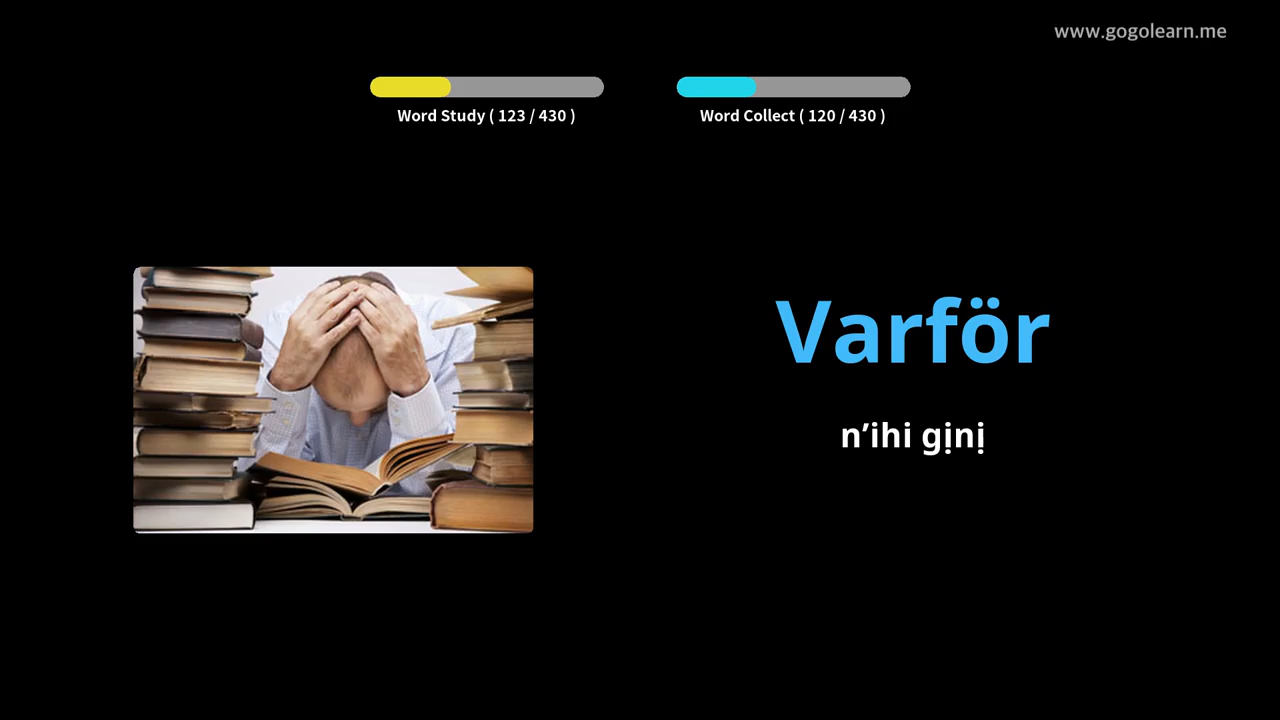 www.gogolearn.me
Word Study ( 123 / 430 )
Word Collect ( 120 / 430 )
Varför
n’ihi gịnị